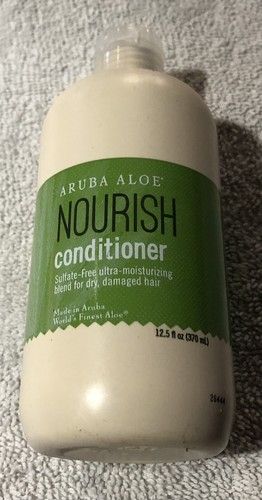 ARUBA ALOE®
NOURISH
conditioner
Sulfate-Free ultra-moisturizing
blend for dry, damaged hair
Made in Aruba
World's Finest Aloe®
12.5 fl oz (370 mL)